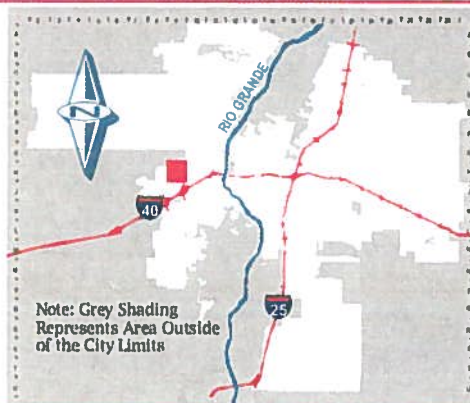 RIO GRANDE
N
40
25
Note: Grey Shading
Represents Area Outside
of the City Limits